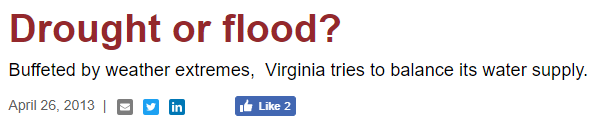 Drought or flood?
Buffeted by weather extremes,  Virginia tries to balance its water supply.
April 26, 2013 | in Like 2